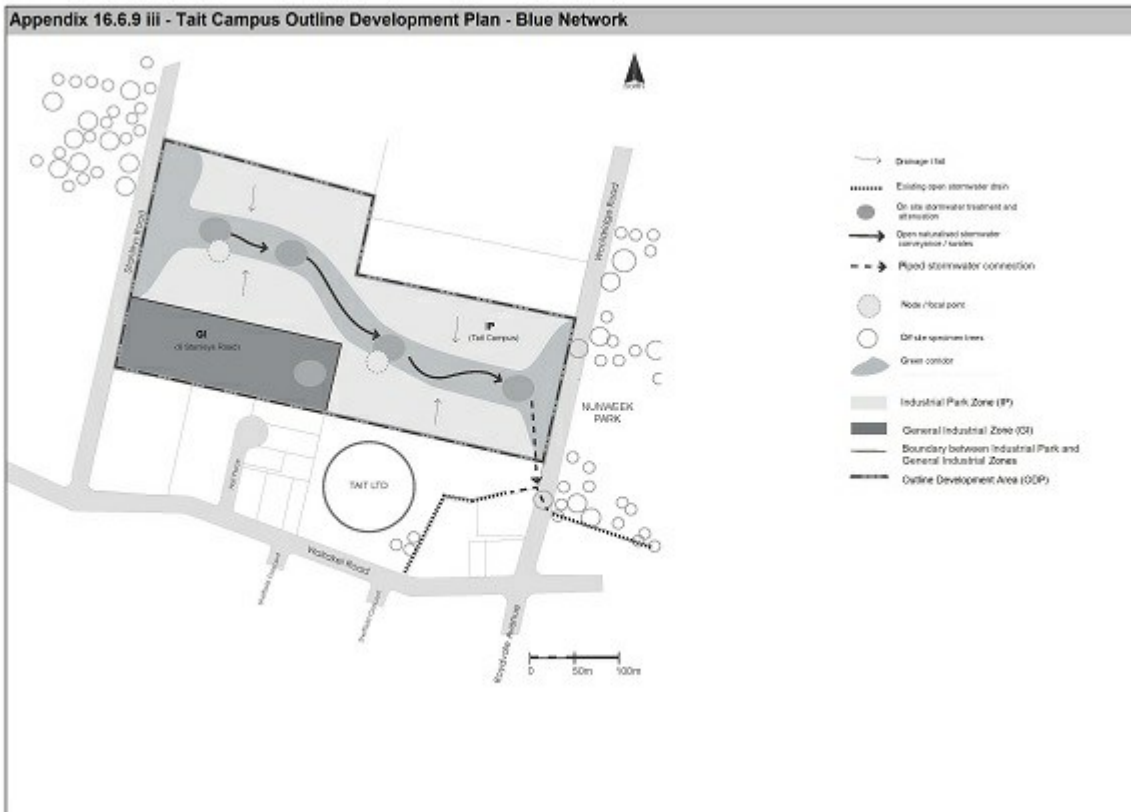 Appendix 16.6.9 iii - Tait Campus Outline Development Plan - Blue Network
Stanleys Road
Wooldridge Road
GI
IP
(Tait Campus)
NUNWEEK
PARK
TAIT LTD
Waitakei Road
Roydvale Avenue
0 50m 100m
Drainage / fall
Existing open stormwater drain
On site stormwater treatment and
attenuation
Open naturalised stormwater
conveyance / swales
Piped stormwater connection
Node / focal point
Off site specimen trees
Green corridor
Industrial Park Zone (IP)
General Industrial Zone (GI)
Boundary between Industrial Park and
General Industrial Zones
Outline Development Area (ODP)